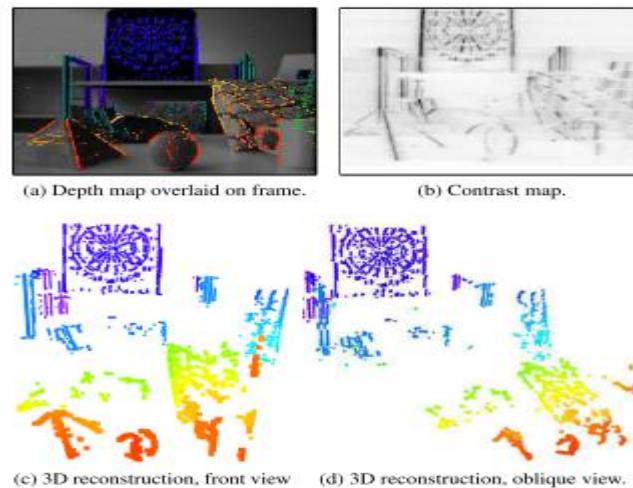 (a) Depth map overlaid on frame.
(b) Contrast map.
(c) 3D reconstruction, front view
(d) 3D reconstruction, oblique view.